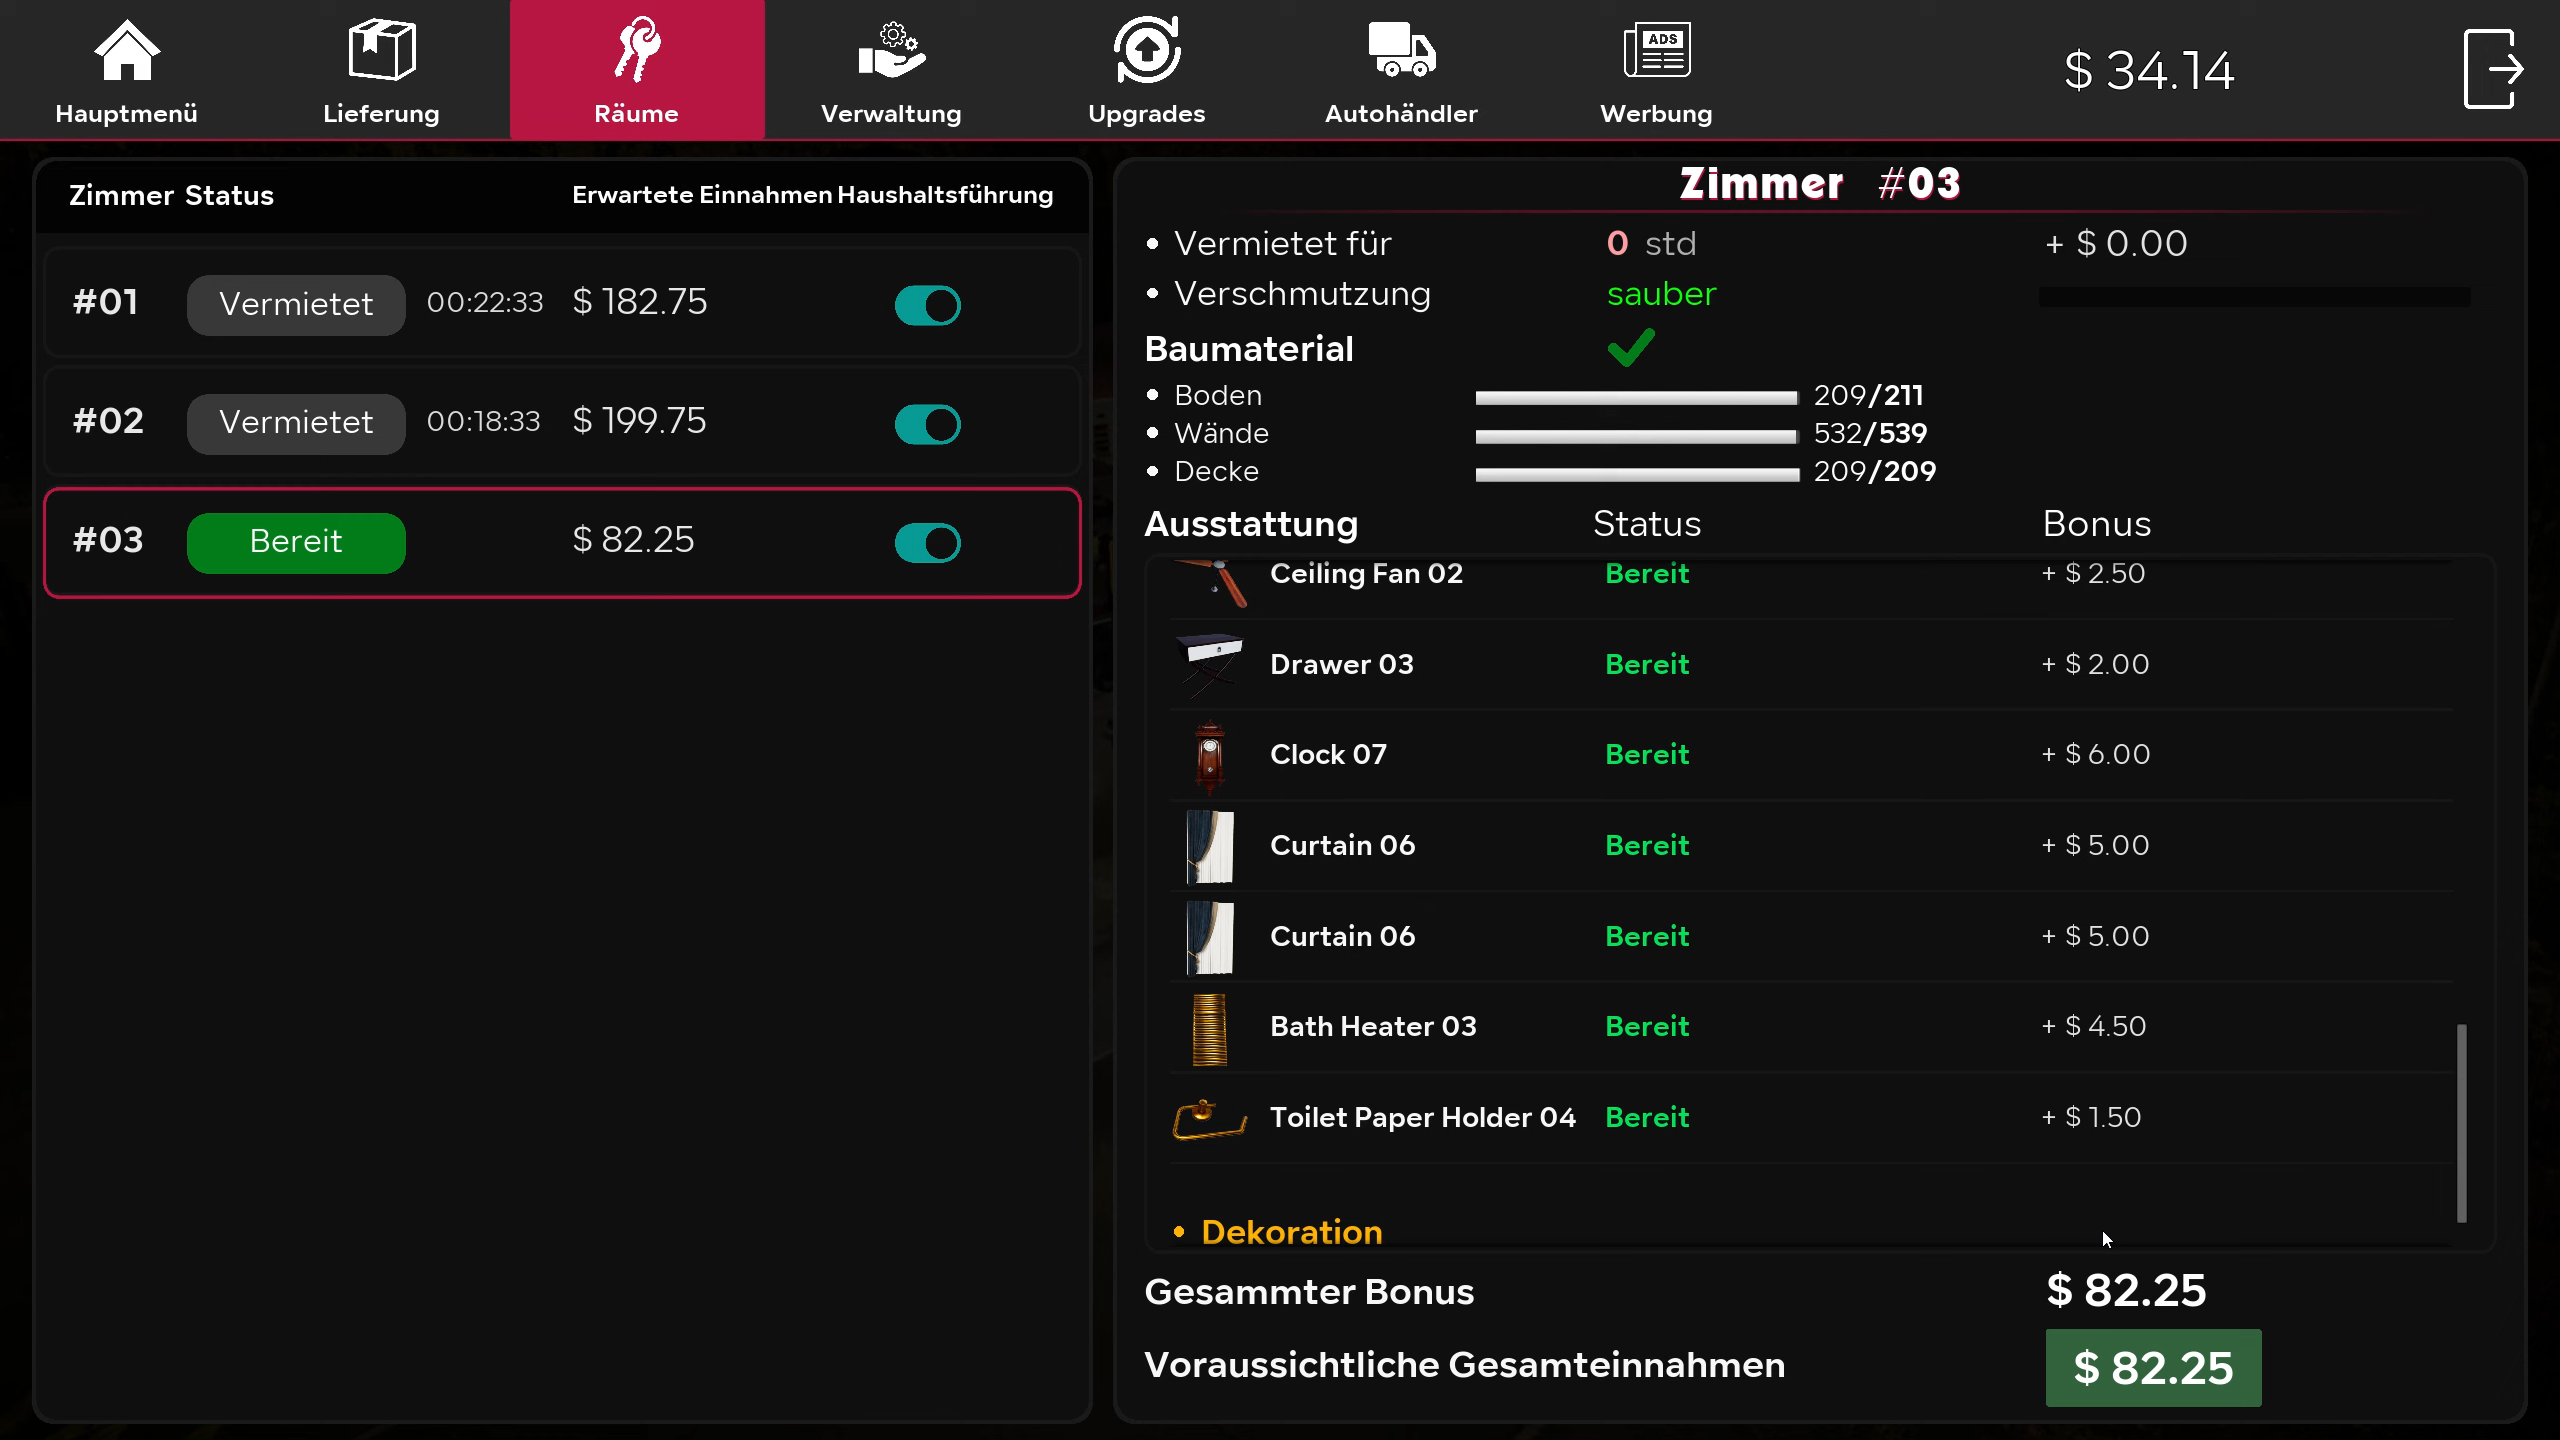 Hauptmenü
Lieferung
Räume
Verwaltung
Upgrades
Autohändler
ADS
Werbung
$ 34.14
Zimmer Status Erwartete Einnahmen Haushaltsführung
#01 Vermietet 00:22:33 $ 182.75
#02 Vermietet 00:18:33 $ 199.75
#03 Bereit $ 82.25
Zimmer #03
• Vermietet für 0 std + $ 0.00
• Verschmutzung sauber
Baumaterial
• Boden 209/211
• Wände 532/539
• Decke 209/209
Ausstattung Status Bonus
Ceiling Fan 02 Bereit + $ 2.50
Drawer 03 Bereit + $ 2.00
Clock 07 Bereit + $ 6.00
Curtain 06 Bereit + $ 5.00
Curtain 06 Bereit + $ 5.00
Bath Heater 03 Bereit + $ 4.50
Toilet Paper Holder 04 Bereit + $ 1.50
• Dekoration
Gesammter Bonus $ 82.25
Voraussichtliche Gesamteinnahmen $ 82.25